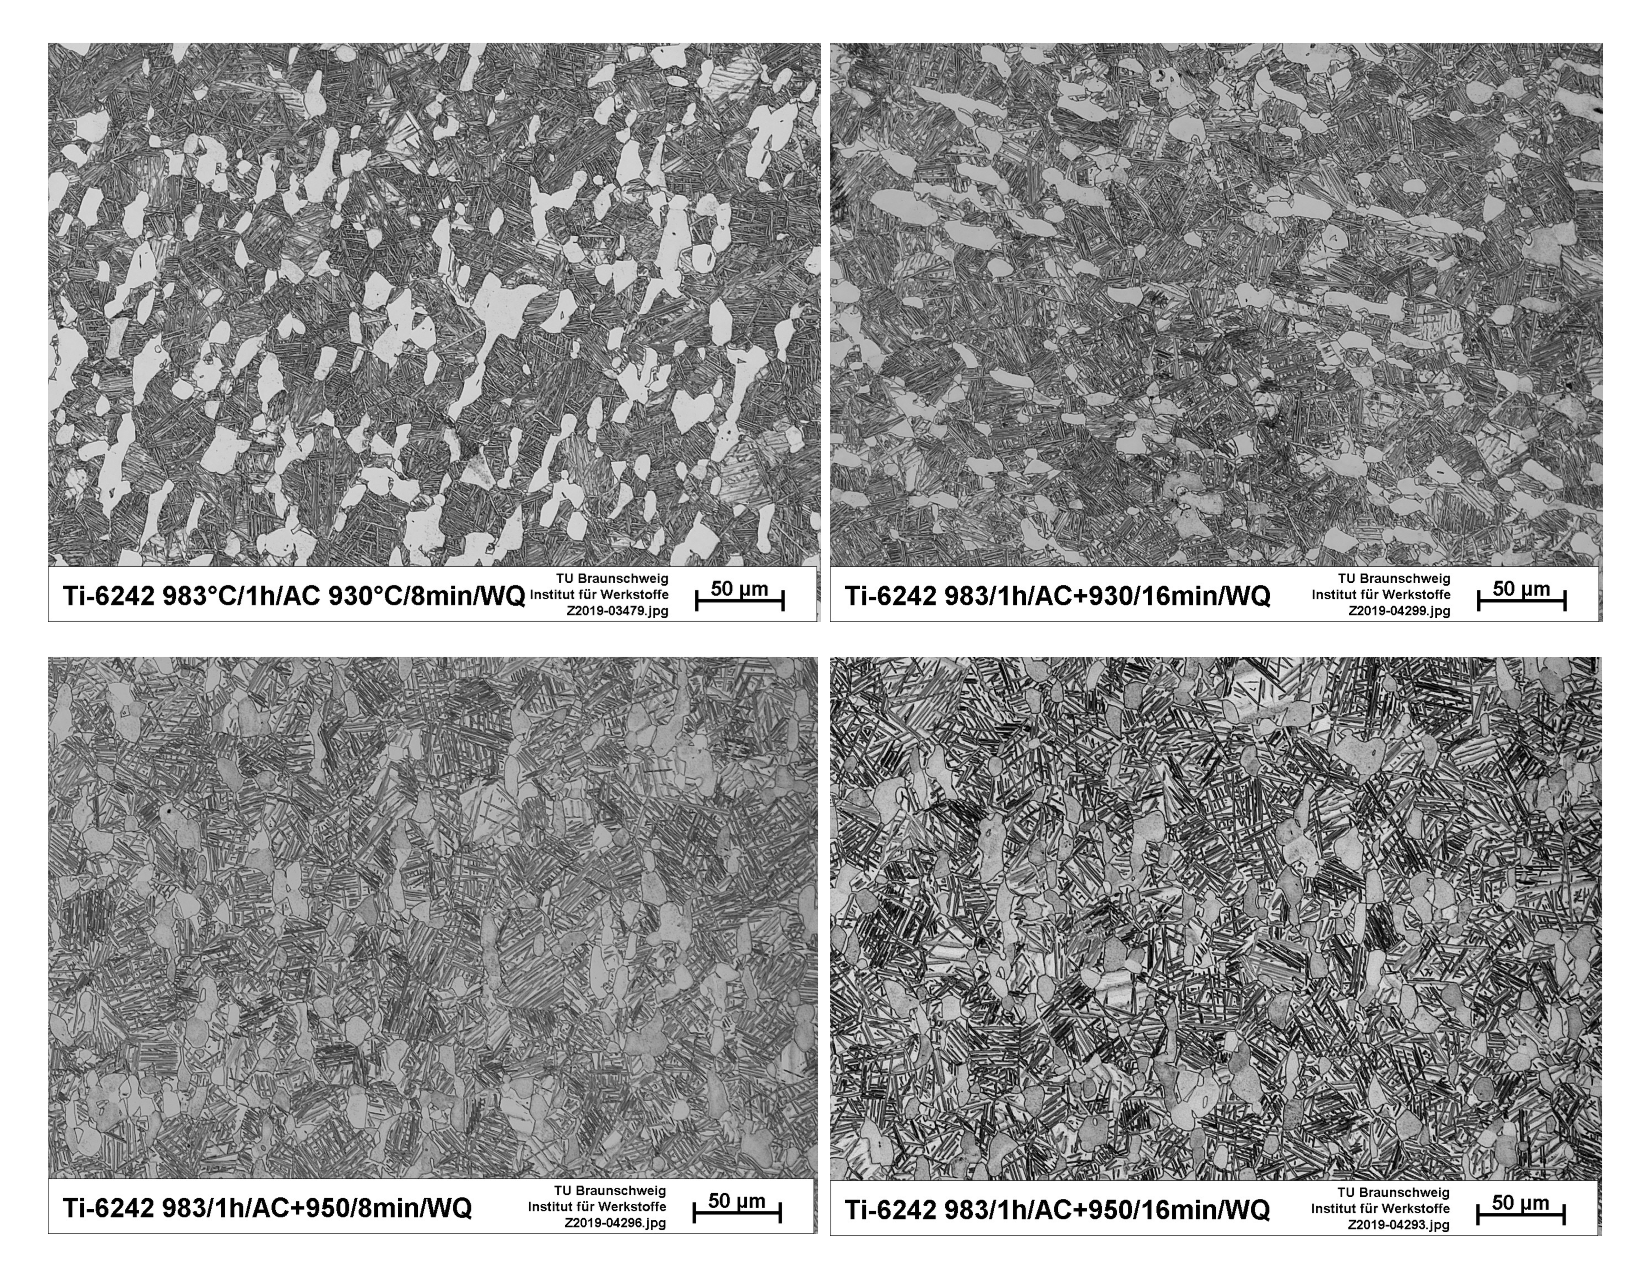 Ti-6242 983°C/1h/AC 930°C/8min/WQ
TU Braunschweig
Institut für Werkstoffe
Z2019-03479.jpg
50 µm
Ti-6242 983/1h/AC+930/16min/WQ
TU Braunschweig
Institut für Werkstoffe
Z2019-04299.jpg
50 µm
Ti-6242 983/1h/AC+950/8min/WQ
TU Braunschweig
Institut für Werkstoffe
Z2019-04296.jpg
50 µm
Ti-6242 983/1h/AC+950/16min/WQ
TU Braunschweig
Institut für Werkstoffe
Z2019-04293.jpg
50 µm